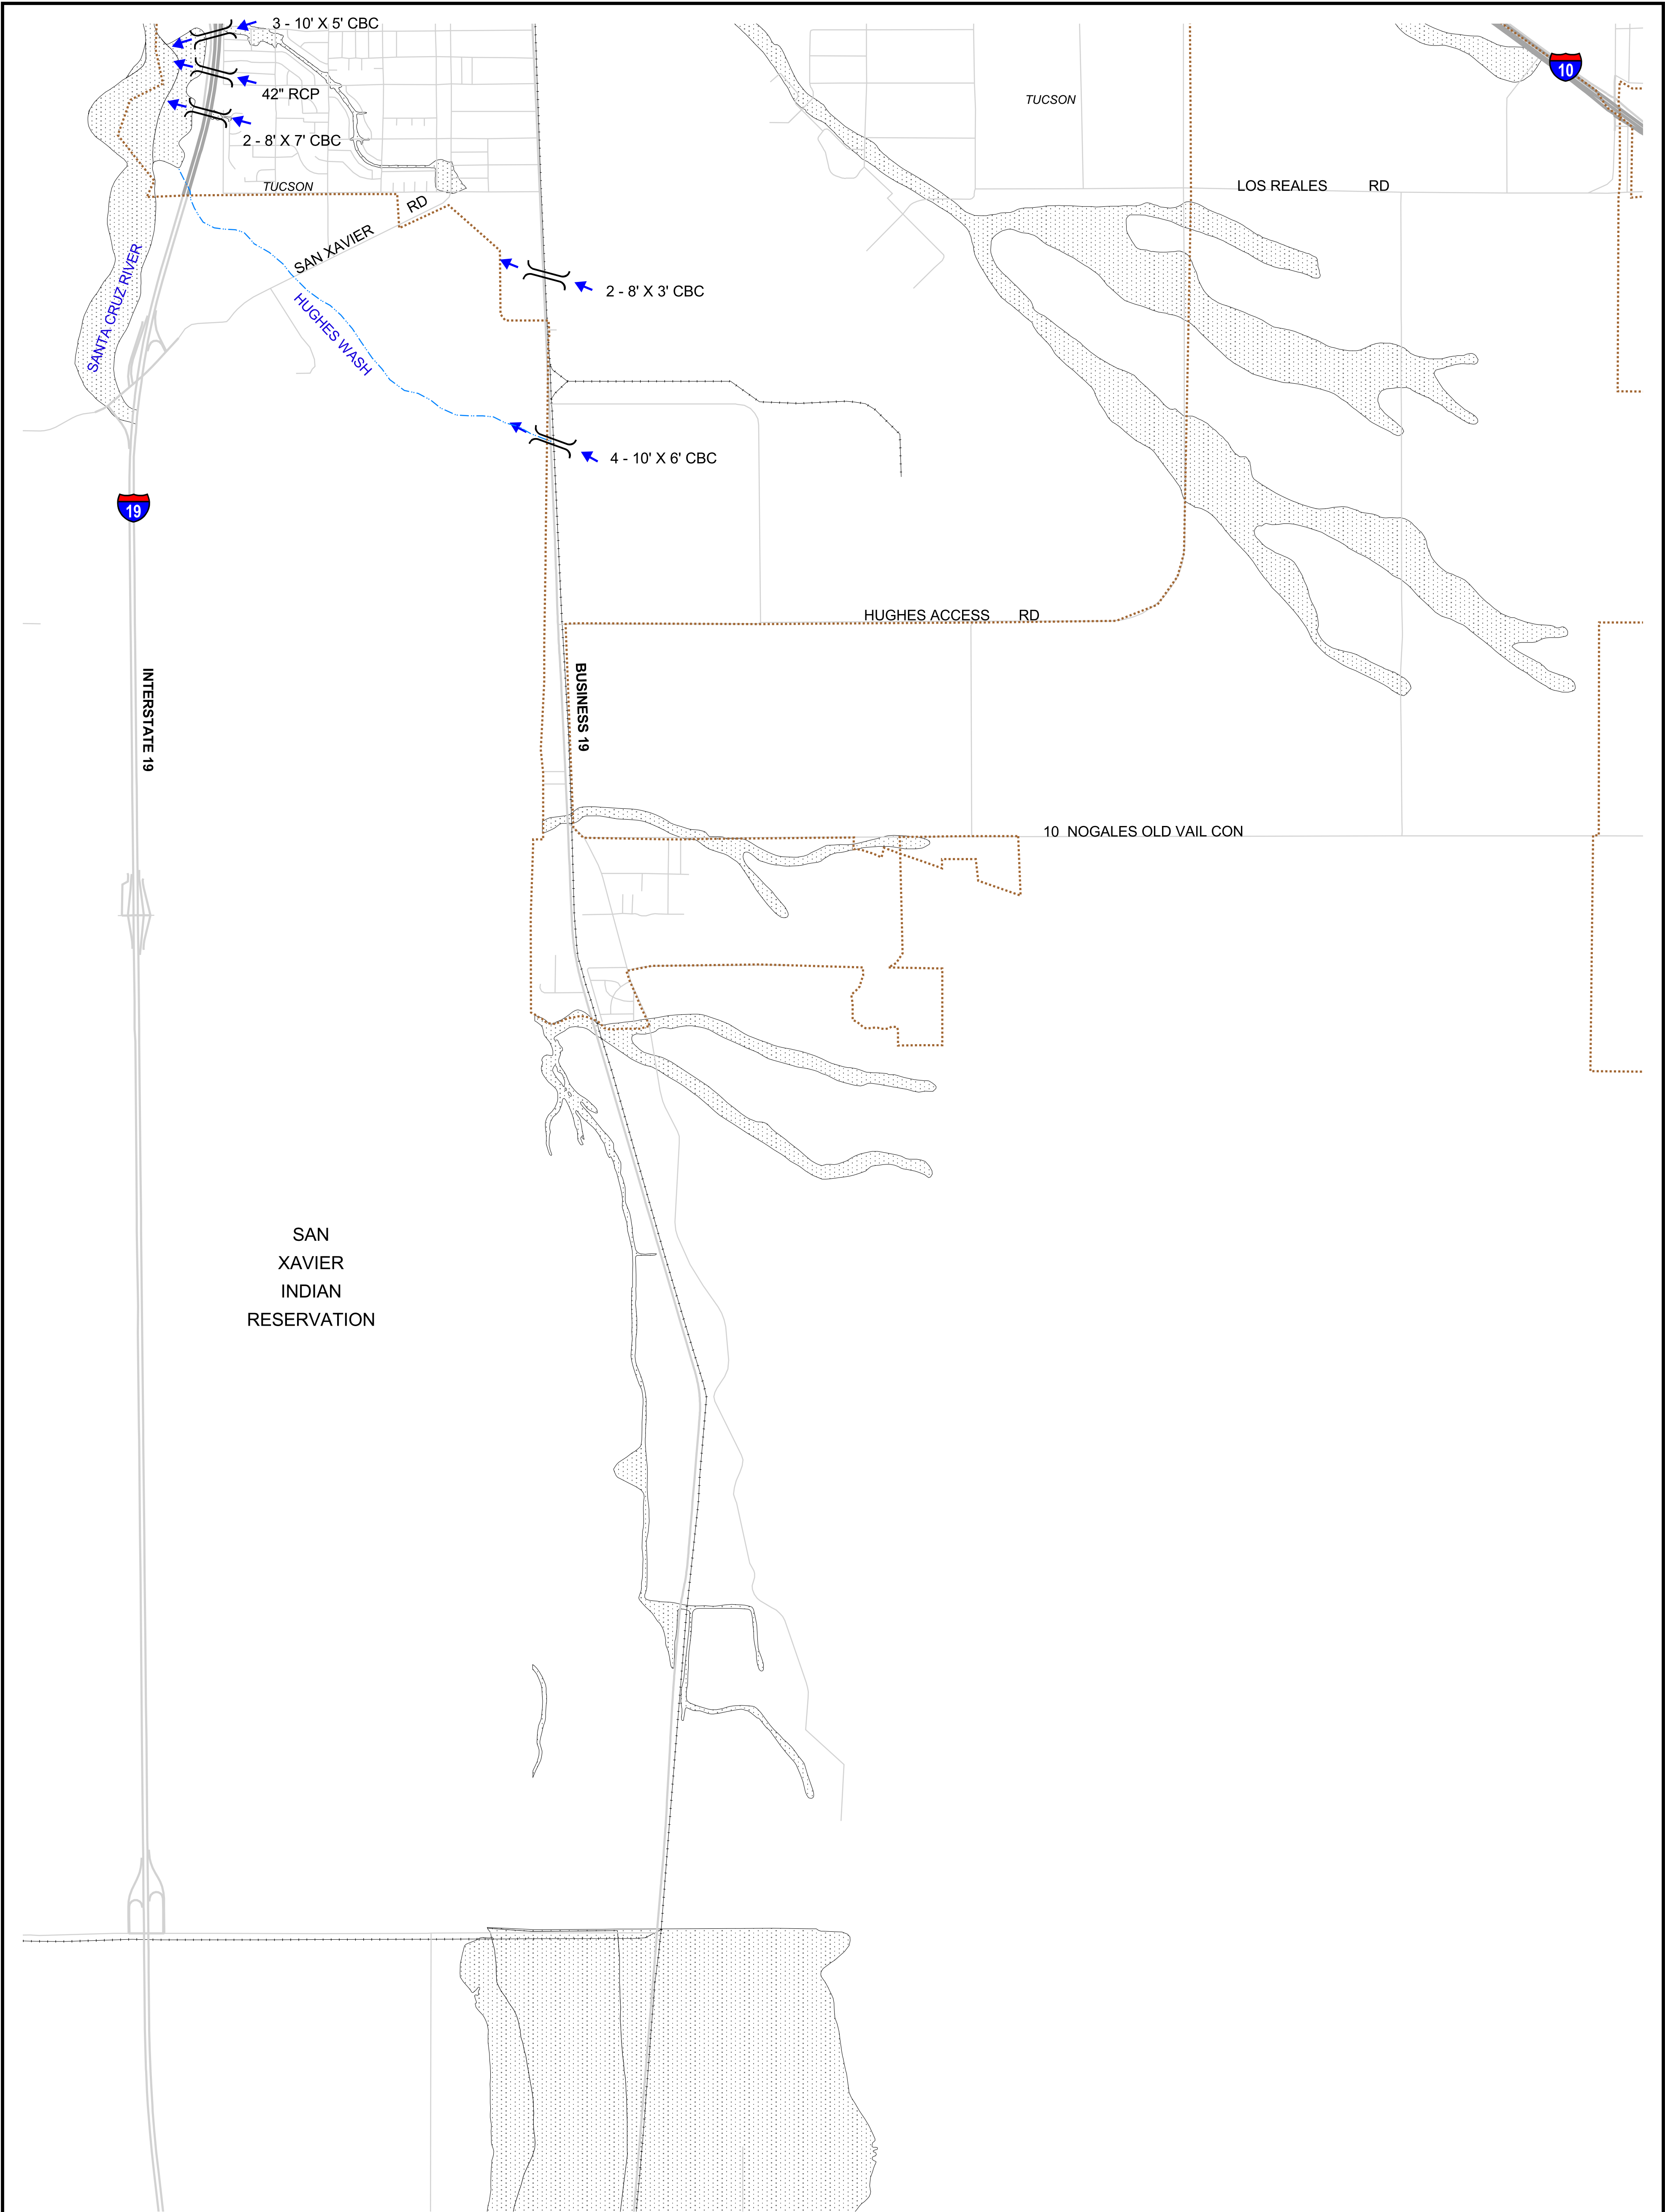 3 - 10' X 5' CBC
10
42" RCP
TUCSON
2 - 8' X 7' CBC
TUCSON
LOS REALES RD
SAN XAVIER RD
SANTA CRUZ RIVER
2 - 8' X 3' CBC
HUGHES WASH
4 - 10' X 6' CBC
19
HUGHES ACCESS RD
INTERSTATE 19
BUSINESS 19
10 NOGALES OLD VAIL CON
SAN
XAVIER
INDIAN
RESERVATION